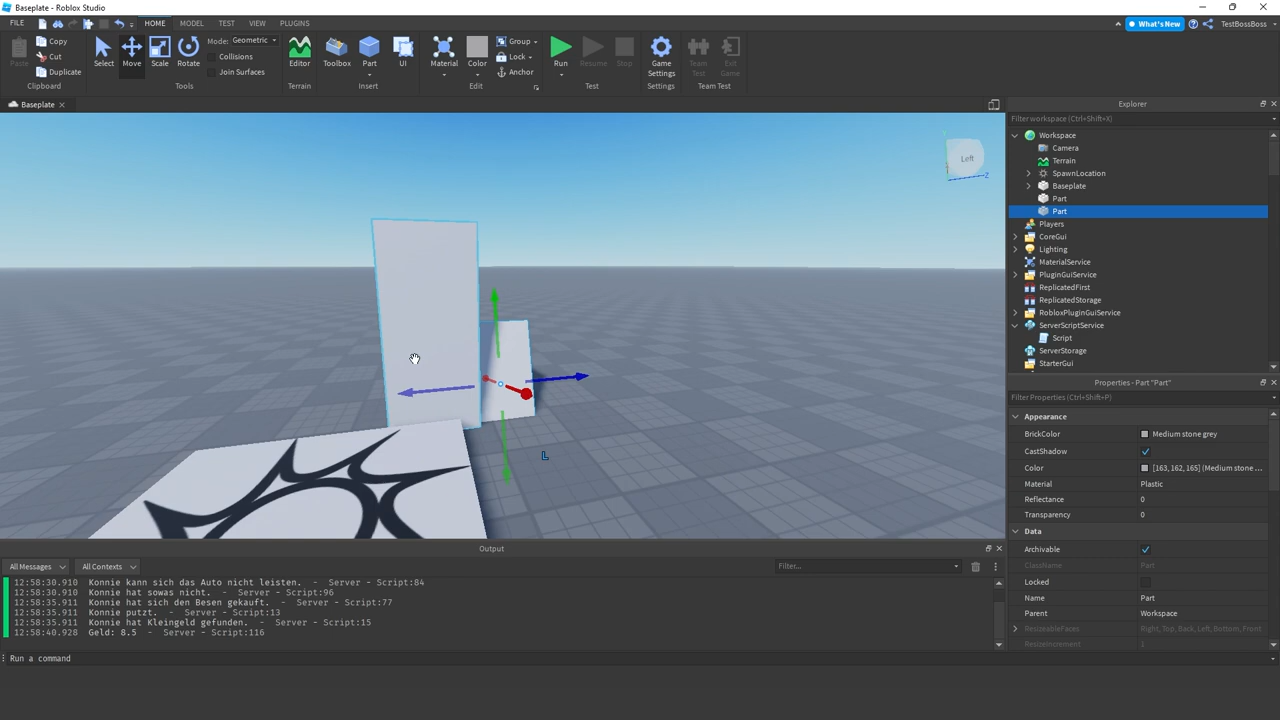 Baseplate - Roblox Studio
FILE HOME MODEL TEST VIEW PLUGINS What's New TestBossBoss
Paste Copy Cut Duplicate Select Move Scale Rotate Mode: Geometric Collisions Join Surfaces Editor Toolbox Part UI Material Color Group Lock Anchor Run Resume Stop Game Settings Team Test Exit Game
Clipboard Tools Terrain Insert Edit Test Settings Team Test
Baseplate
Left
Z
L
Explorer
Filter workspace (Ctrl+Shift+X)
Workspace
Camera
Terrain
SpawnLocation
Baseplate
Part
Part
Players
CoreGui
Lighting
MaterialService
PluginGuiService
ReplicatedFirst
ReplicatedStorage
RobloxPluginGuiService
ServerScriptService
Script
ServerStorage
StarterGui
Properties - Part "Part"
Filter Properties (Ctrl+Shift+P)
Appearance
BrickColor Medium stone grey
CastShadow
Color [163, 162, 165] (Medium stone ...
Material Plastic
Reflectance 0
Transparency 0
Data
Archivable
ClassName Part
Locked
Name Part
Parent Workspace
ResizeableFaces Right, Top, Back, Left, Bottom, Front
ResizeIncrement 1
Output
All Messages All Contexts Filter...
12:58:30.910 Konnie kann sich das Auto nicht leisten. - Server - Script:84
12:58:30.910 Konnie hat sowas nicht. - Server - Script:96
12:58:35.911 Konnie hat sich den Besen gekauft. - Server - Script:77
12:58:35.911 Konnie putzt. - Server - Script:13
12:58:35.911 Konnie hat Kleingeld gefunden. - Server - Script:15
12:58:40.928 Geld: 8.5 - Server - Script:116
Run a command